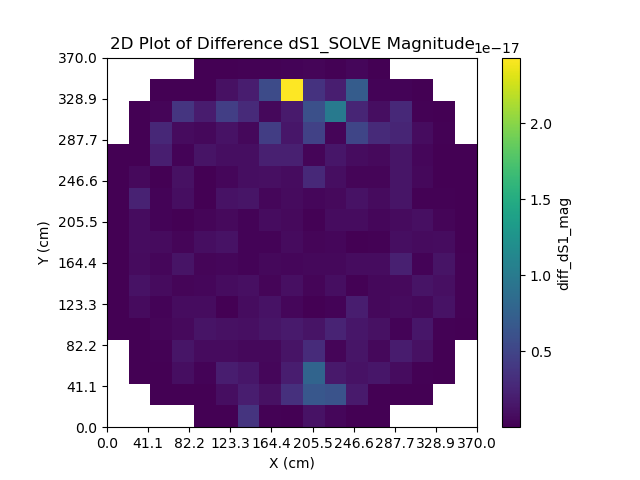 2D Plot of Difference dS1_SOLVE Magnitude
1e−17
370.0
328.9
287.7
246.6
205.5
164.4
123.3
82.2
41.1
0.0
Y (cm)
0.0 41.1 82.2 123.3 164.4 205.5 246.6 287.7 328.9 370.0
X (cm)
2.0
1.5
1.0
0.5
diff_dS1_mag